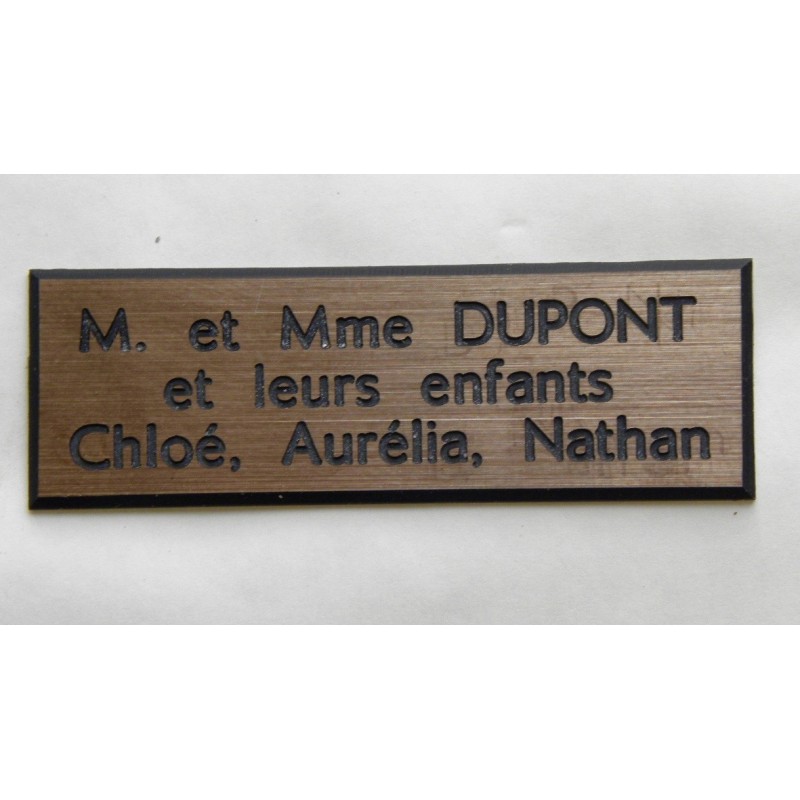 M. et Mme DUPONT
et leurs enfants
Chloé, Aurélia, Nathan